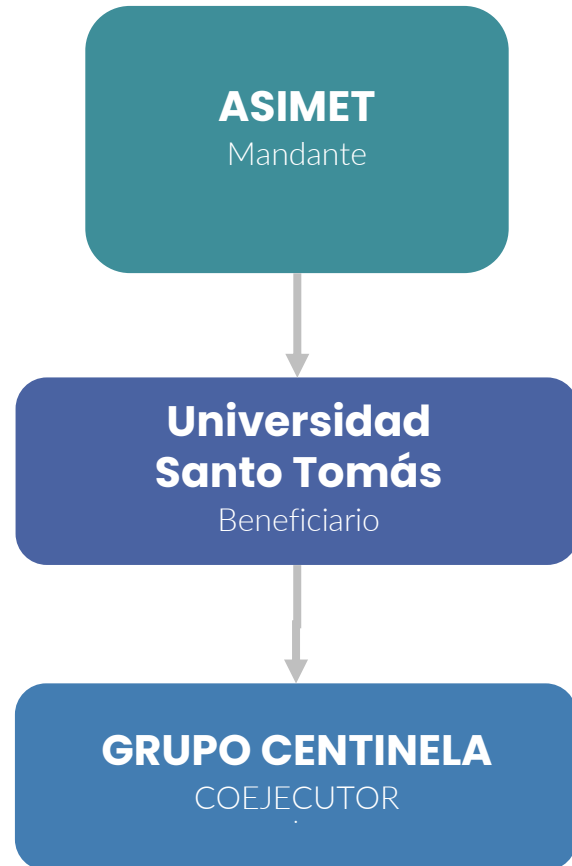 ASIMET
Mandante
Universidad
Santo Tomás
Beneficiario
GRUPO CENTINELA
COEJECUTOR
.